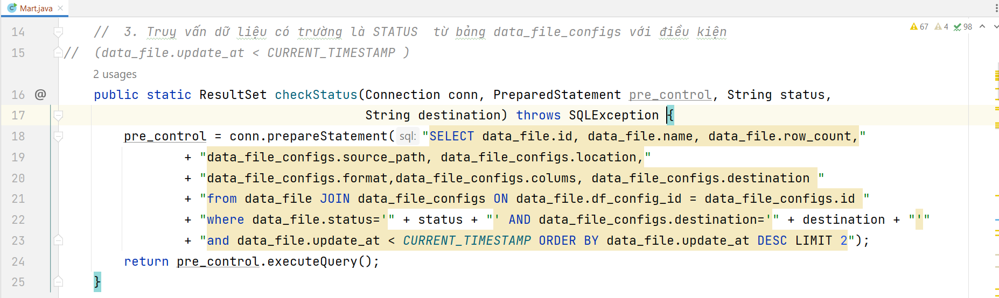 Mart.java
67 4 98
14 // 3. Truy vấn dữ liệu có trường là STATUS  từ bảng data_file_configs với điều kiện
15 //  (data_file.update_at < CURRENT_TIMESTAMP )
2 usages
16 @ public static ResultSet checkStatus(Connection conn, PreparedStatement pre_control, String status,
17 String destination) throws SQLException {
18 pre_control = conn.prepareStatement( sql: "SELECT data_file.id, data_file.name, data_file.row_count,"
19 + "data_file_configs.source_path, data_file_configs.location,"
20 + "data_file_configs.format,data_file_configs.colums, data_file_configs.destination "
21 + "from data_file JOIN data_file_configs ON data_file.df_config_id = data_file_configs.id "
22 + "where data_file.status='" + status + "' AND data_file_configs.destination='" + destination + "'"
23 + "and data_file.update_at < CURRENT_TIMESTAMP ORDER BY data_file.update_at DESC LIMIT 2");
24 return pre_control.executeQuery();
25 }